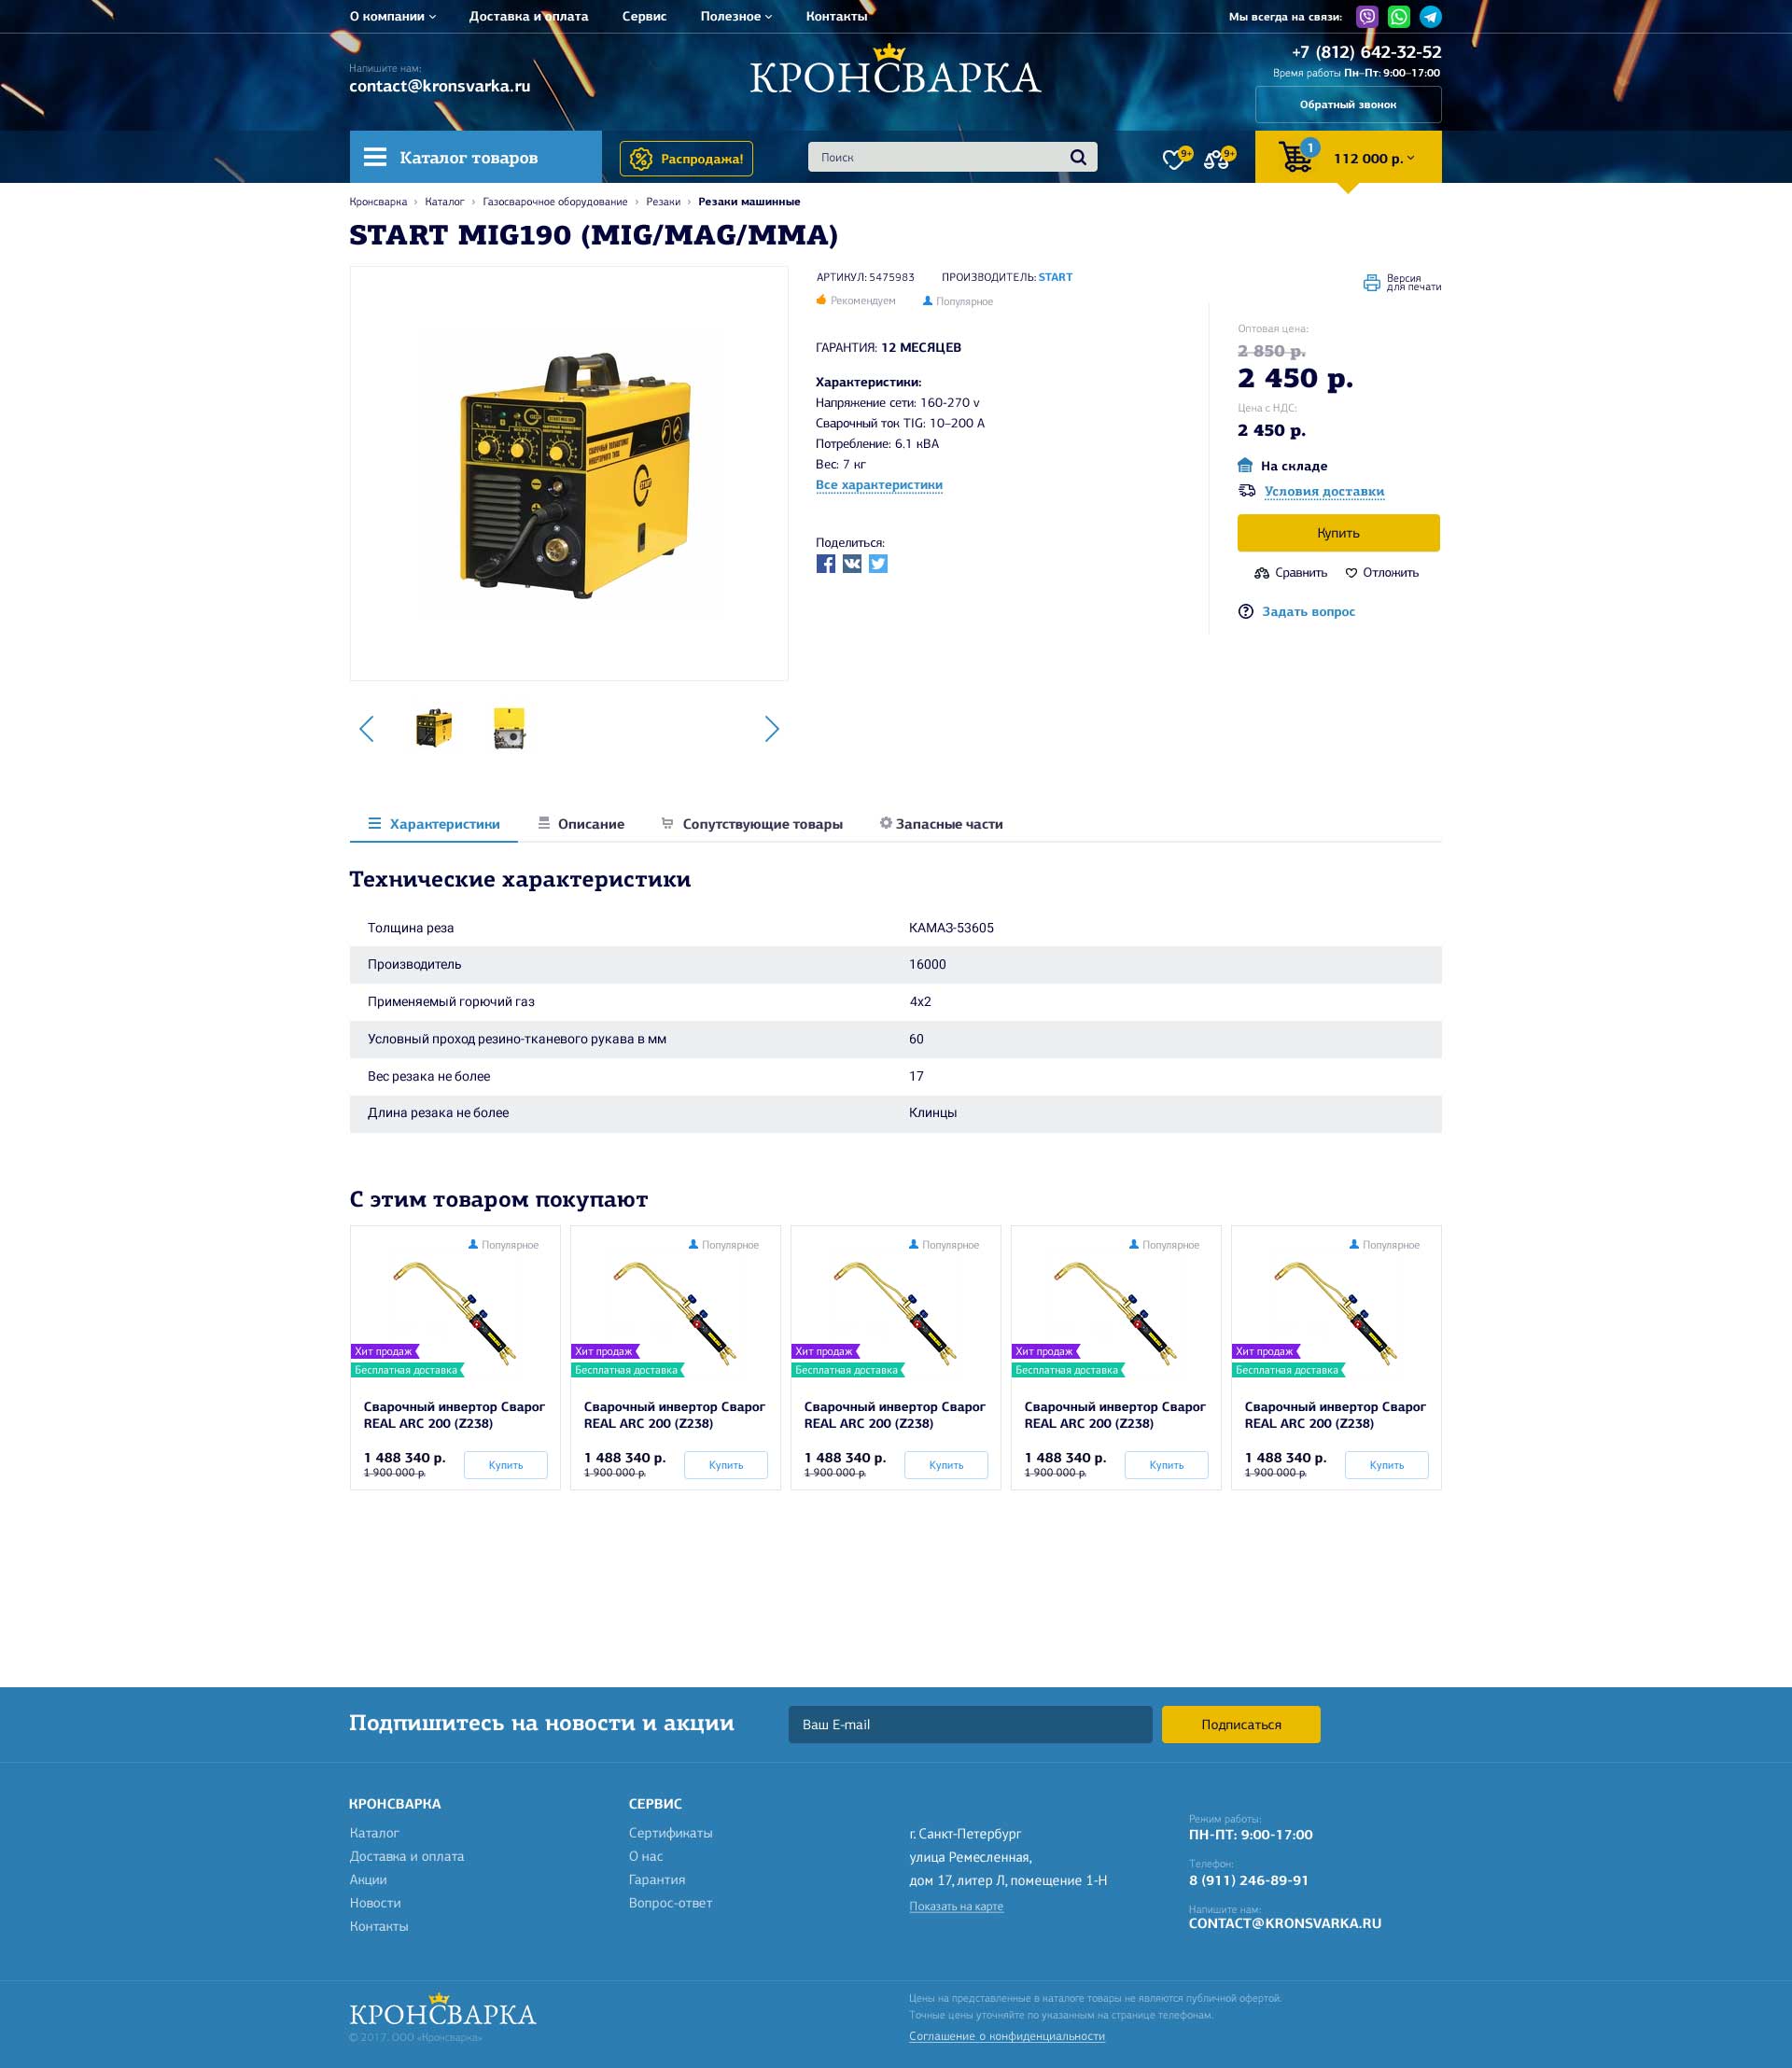 О компании
Доставка и оплата
Сервис
Полезное
Контакты
Мы всегда на связи:
Напишите нам:
contact@kronsvarka.ru
КРОНСВАРКА
+7 (812) 642-32-52
Время работы Пн–Пт: 9:00–17:00
Обратный звонок
Каталог товаров
Распродажа!
Поиск
9+
9+
1
112 000 р.
Кронсварка › Каталог › Газосварочное оборудование › Резаки › Резаки машинные
START MIG190 (MIG/MAG/MMA)
АРТИКУЛ: 5475983
ПРОИЗВОДИТЕЛЬ: START
Рекомендуем
Популярное
ГАРАНТИЯ: 12 МЕСЯЦЕВ
Характеристики:
Напряжение сети: 160-270 v
Сварочный ток TIG: 10–200 А
Потребление: 6.1 кВА
Вес: 7 кг
Все характеристики
Поделиться:
Версия
для печати
Оптовая цена:
2 850 р.
2 450 р.
Цена с НДС:
2 450 р.
На складе
Условия доставки
Купить
Сравнить
Отложить
Задать вопрос
START
Характеристики
Описание
Сопутствующие товары
Запасные части
Технические характеристики
Толщина реза КАМАЗ-53605
Производитель 16000
Применяемый горючий газ 4x2
Условный проход резино-тканевого рукава в мм 60
Вес резака не более 17
Длина резака не более Клинцы
С этим товаром покупают
Популярное
Хит продаж
Бесплатная доставка
Сварочный инвертор Сварог
REAL ARC 200 (Z238)
1 488 340 р.
1 900 000 р.
Купить
Популярное
Хит продаж
Бесплатная доставка
Сварочный инвертор Сварог
REAL ARC 200 (Z238)
1 488 340 р.
1 900 000 р.
Купить
Популярное
Хит продаж
Бесплатная доставка
Сварочный инвертор Сварог
REAL ARC 200 (Z238)
1 488 340 р.
1 900 000 р.
Купить
Популярное
Хит продаж
Бесплатная доставка
Сварочный инвертор Сварог
REAL ARC 200 (Z238)
1 488 340 р.
1 900 000 р.
Купить
Популярное
Хит продаж
Бесплатная доставка
Сварочный инвертор Сварог
REAL ARC 200 (Z238)
1 488 340 р.
1 900 000 р.
Купить
Подпишитесь на новости и акции
Ваш E-mail
Подписаться
КРОНСВАРКА
Каталог
Доставка и оплата
Акции
Новости
Контакты
СЕРВИС
Сертификаты
О нас
Гарантия
Вопрос-ответ
г. Санкт-Петербург
улица Ремесленная,
дом 17, литер Л, помещение 1-Н
Показать на карте
Режим работы:
ПН-ПТ: 9:00-17:00
Телефон:
8 (911) 246-89-91
Напишите нам:
CONTACT@KRONSVARKA.RU
КРОНСВАРКА
© 2017. ООО «Кронсварка»
Цены на представленные в каталоге товары не являются публичной офертой.
Точные цены уточняйте по указанным на странице телефонам.
Соглашение о конфиденциальности